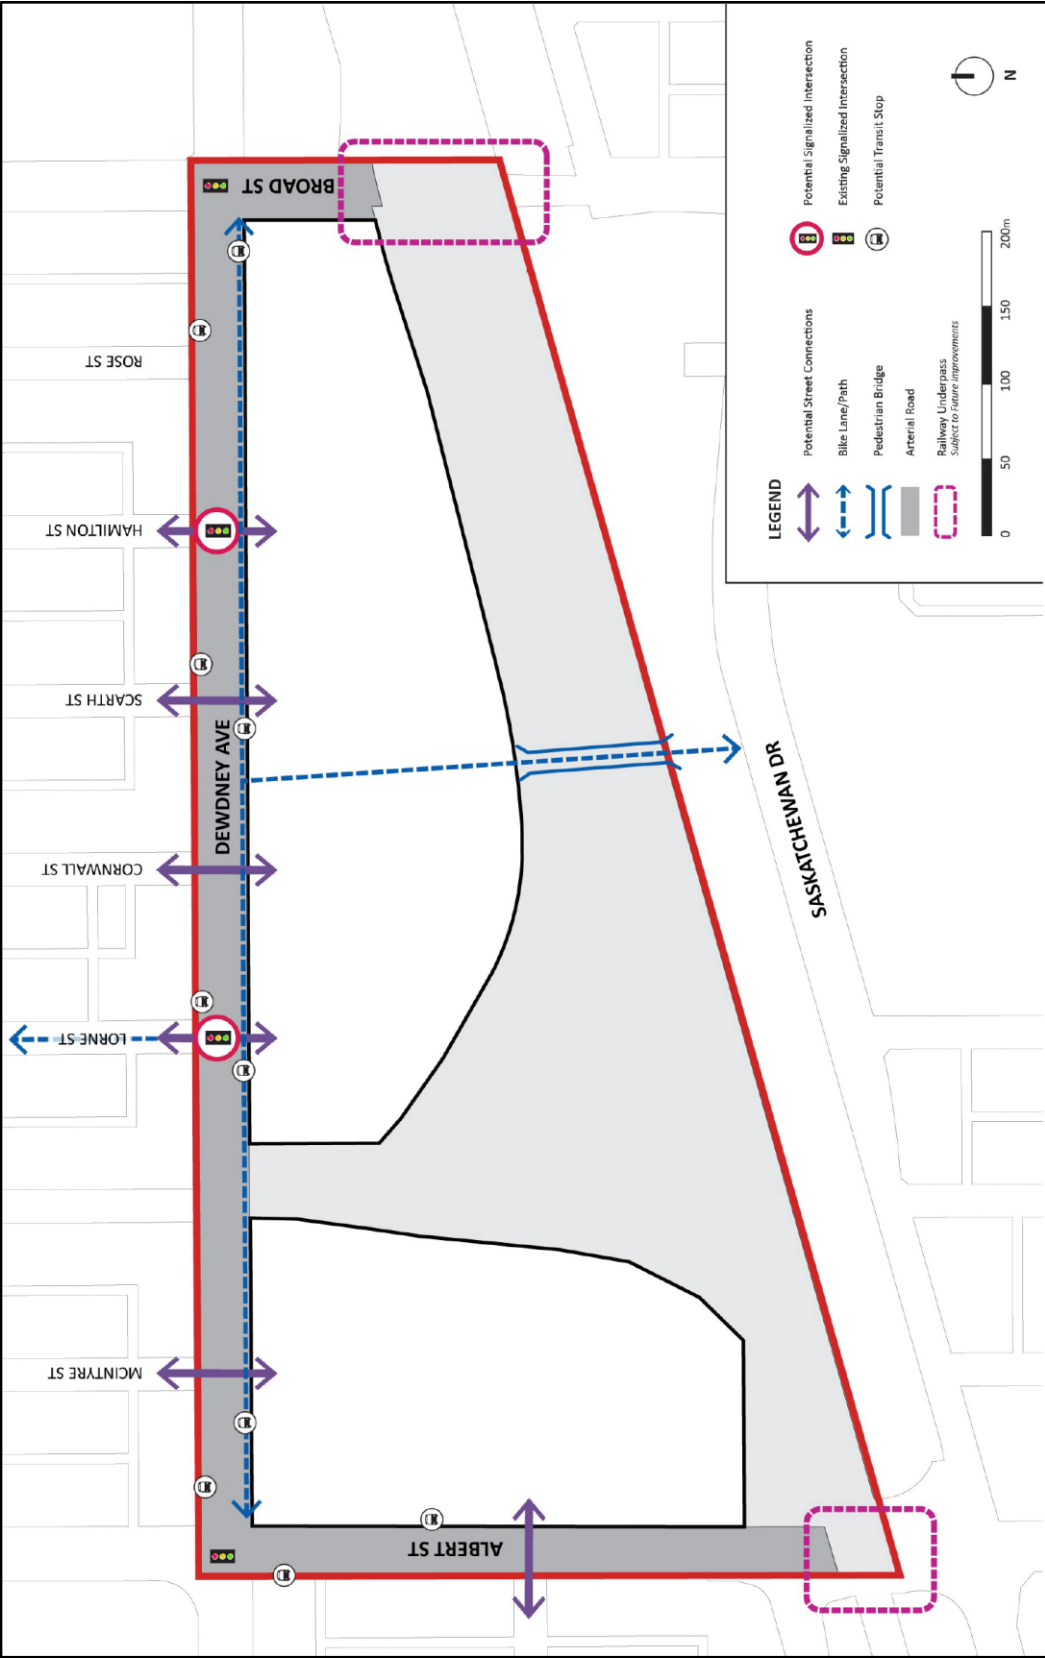 BROAD ST
ROSE ST
HAMILTON ST
SCARTH ST
DEWDNEY AVE
CORNWALL ST
LORNE ST
MCINTYRE ST
ALBERT ST
SASKATCHEWAN DR
LEGEND
Potential Street Connections
Bike Lane/Path
Pedestrian Bridge
Arterial Road
Railway Underpass
Subject to Future Improvements
Potential Signalized Intersection
Existing Signalized Intersection
Potential Transit Stop
0 50 100 150 200m
N